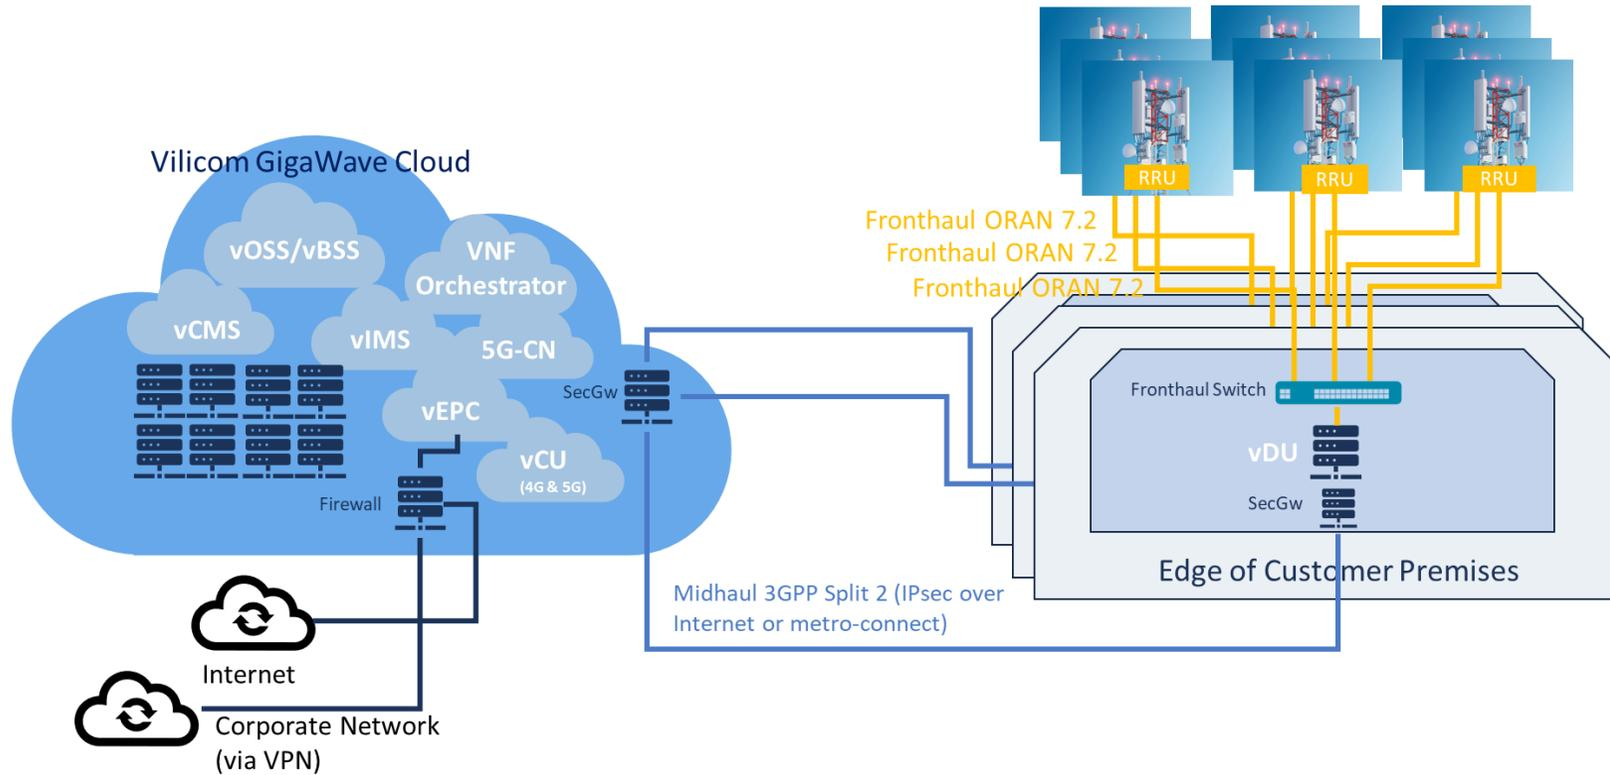 Vilicom GigaWave Cloud
vOSS/vBSS
VNF
Orchestrator
vCMS
vIMS
5G-CN
SecGw
vEPC
vCU
(4G & 5G)
Firewall
Internet
Corporate Network
(via VPN)
RRU
RRU
RRU
Fronthaul ORAN 7.2
Fronthaul ORAN 7.2
Fronthaul ORAN 7.2
Fronthaul Switch
vDU
SecGw
Edge of Customer Premises
Midhaul 3GPP Split 2 (IPsec over
Internet or metro-connect)